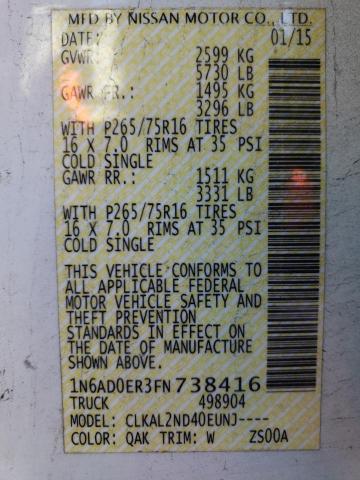 MFD BY NISSAN MOTOR CO., LTD.
DATE: 01/15
GVWR: 2599 KG
5730 LB
GAWR FR.: 1495 KG
3296 LB
WITH P265/75R16 TIRES
16 X 7.0 RIMS AT 35 PSI
COLD SINGLE
GAWR RR.: 1511 KG
3331 LB
WITH P265/75R16 TIRES
16 X 7.0 RIMS AT 35 PSI
COLD SINGLE
THIS VEHICLE CONFORMS TO
ALL APPLICABLE FEDERAL
MOTOR VEHICLE SAFETY AND
THEFT PREVENTION
STANDARDS IN EFFECT ON
THE DATE OF MANUFACTURE
SHOWN ABOVE.
1N6AD0ER3FN738416
TRUCK 498904
MODEL: CLKAL2ND40EUNJ----
COLOR: QAK TRIM: W ZS00A